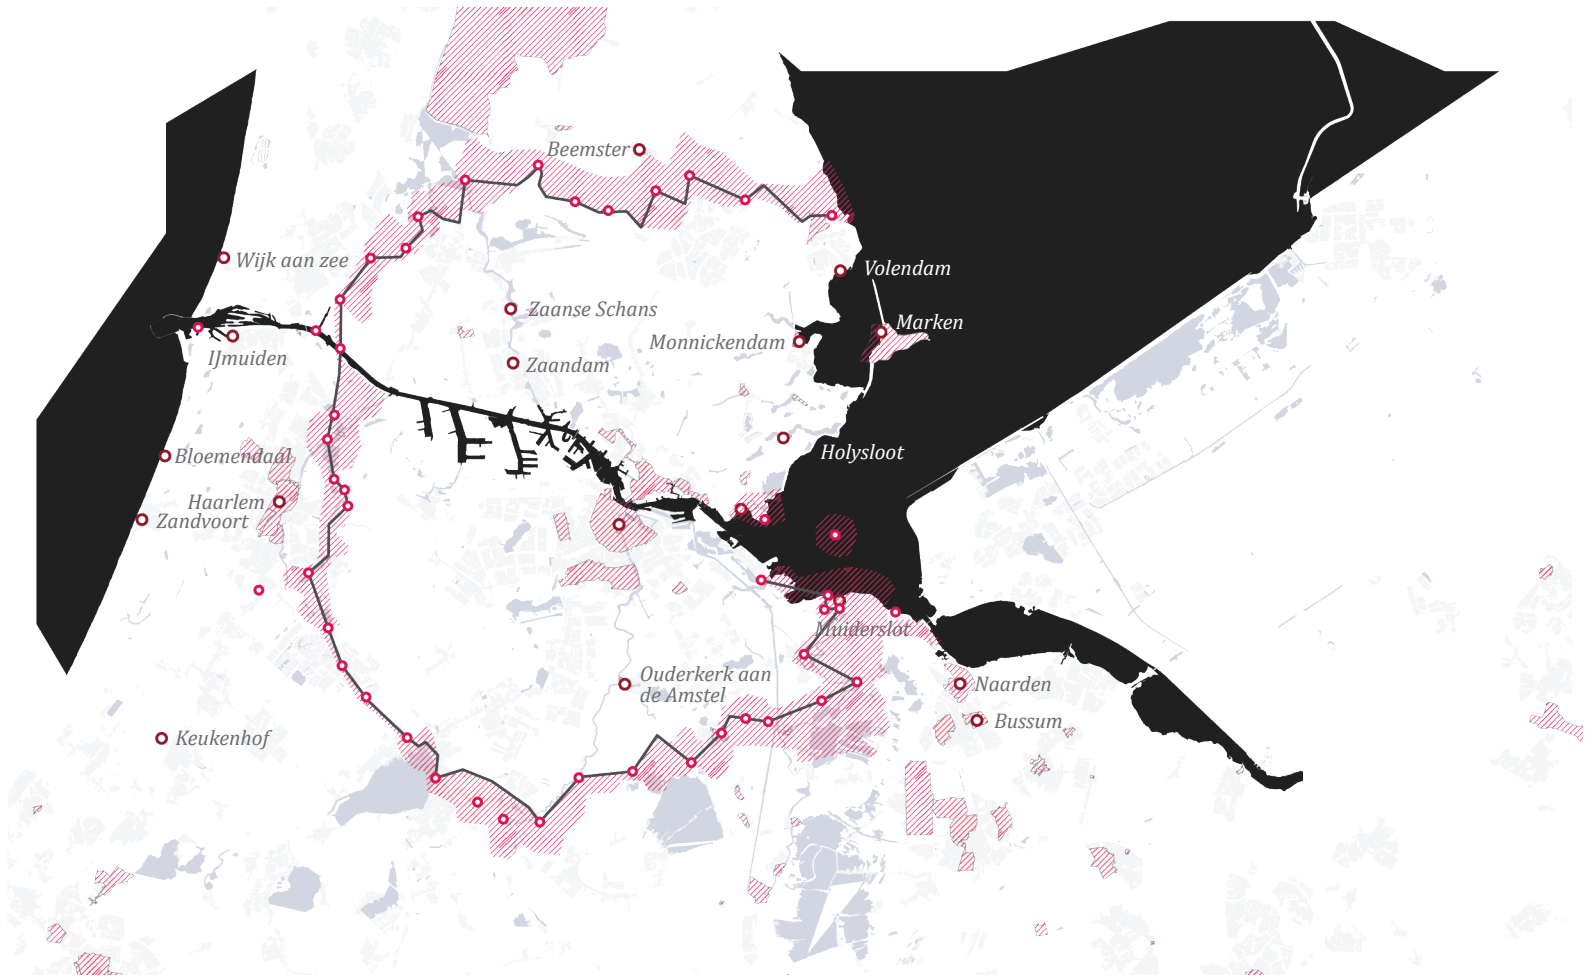 Beemster
Wijk aan zee
Volendam
Zaanse Schans
Marken
IJmuiden
Monnickendam
Zaandam
Bloemendaal
Holysloot
Haarlem
Zandvoort
Muiderslot
Ouderkerk aan
de Amstel
Naarden
Bussum
Keukenhof